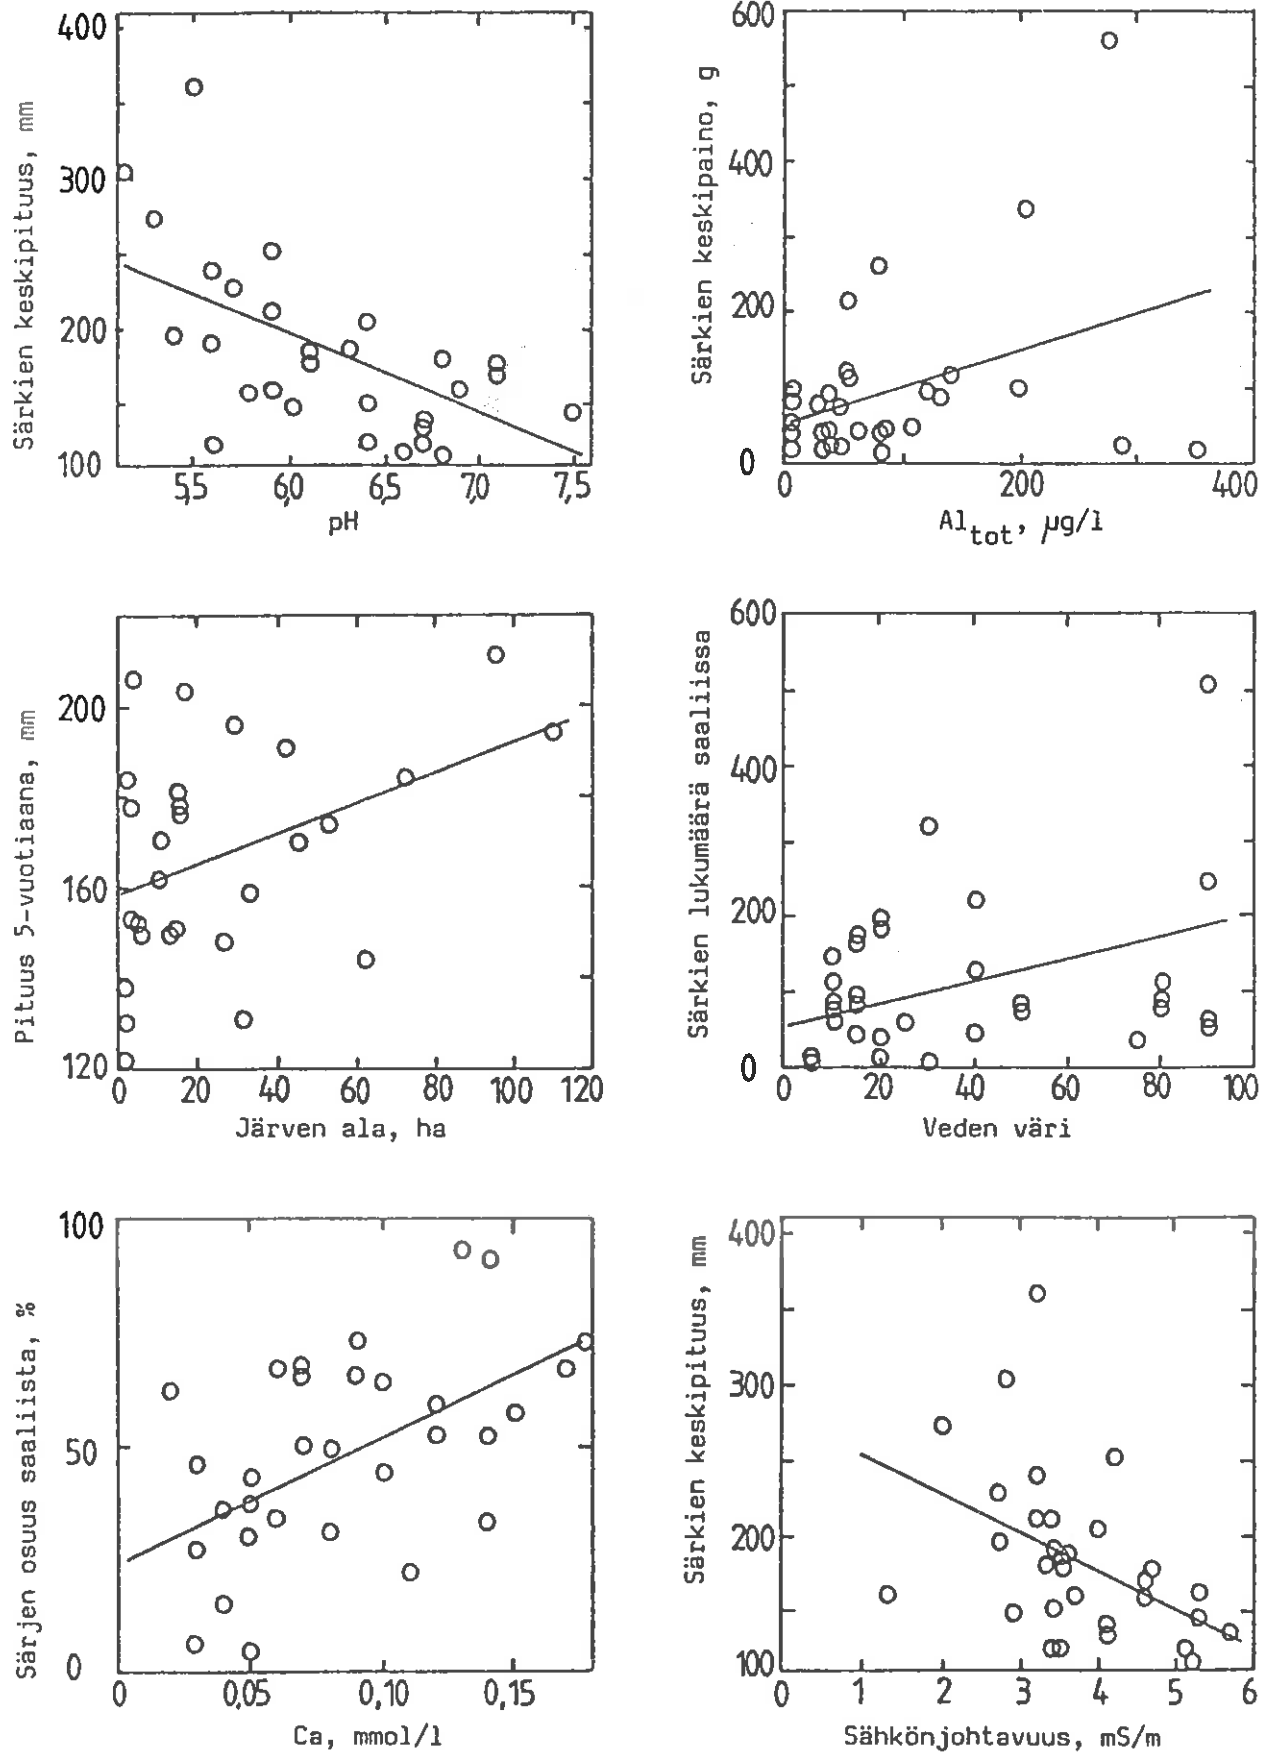 400
300
200
100
Särkien keskipituus, mm
5,5 6,0 6,5 7,0 7,5
pH
600
400
200
0
Särkien keskipaino, g
0 200 400
Al tot, µg/l
200
160
120
Pituus 5-vuotiaana, mm
0 20 40 60 80 100 120
Järven ala, ha
600
400
200
0
Särkien lukumäärä saaliissa
0 20 40 60 80 100
Veden väri
100
50
0
Särjen osuus saaliista, %
0 0,05 0,10 0,15
Ca, mmol/l
400
300
200
100
Särkien keskipituus, mm
0 1 2 3 4 5 6
Sähkönjohtavuus, mS/m